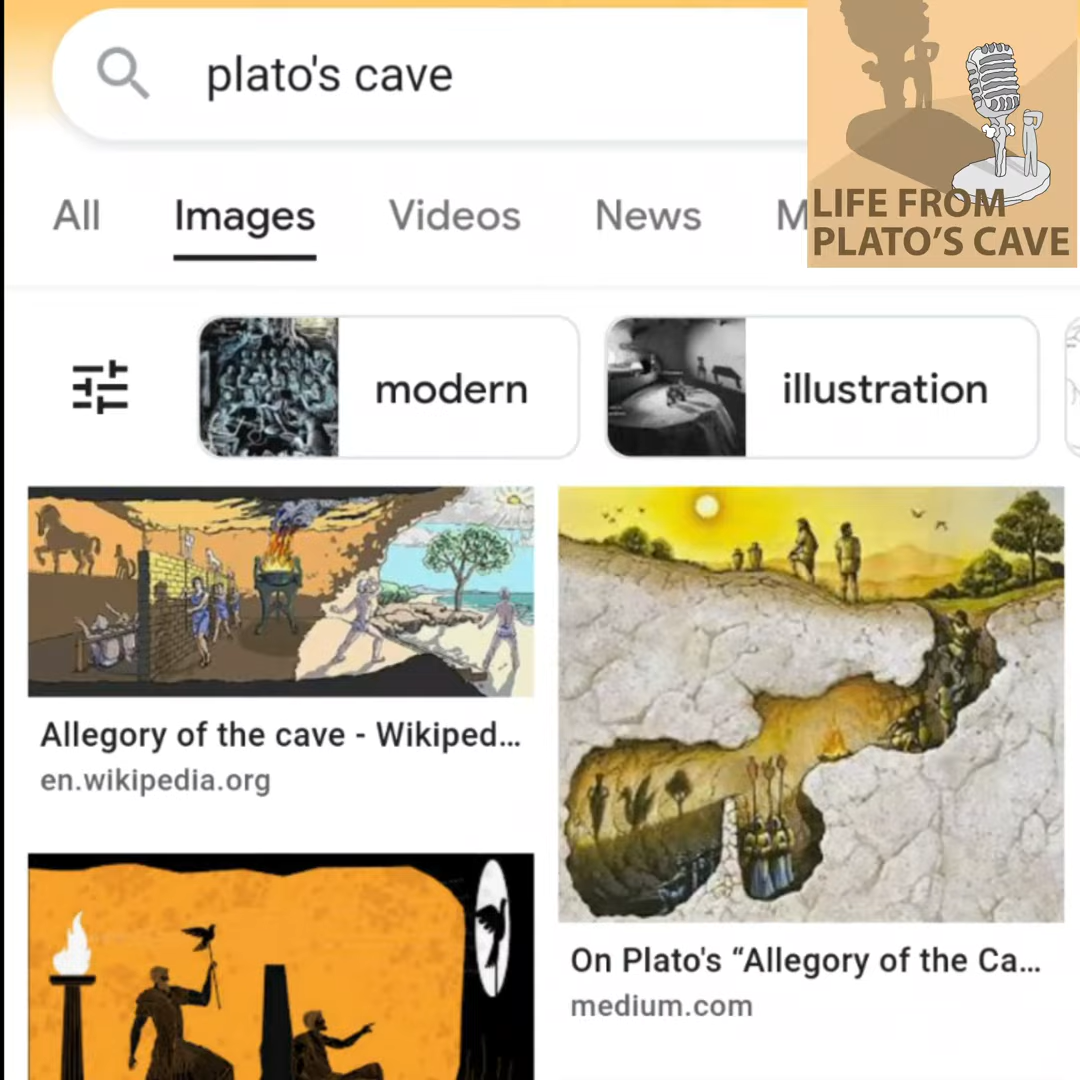 plato's cave
LIFE FROM
PLATO'S CAVE
All Images Videos News M
modern
illustration
Allegory of the cave - Wikiped...
en.wikipedia.org
On Plato's “Allegory of the Ca...
medium.com